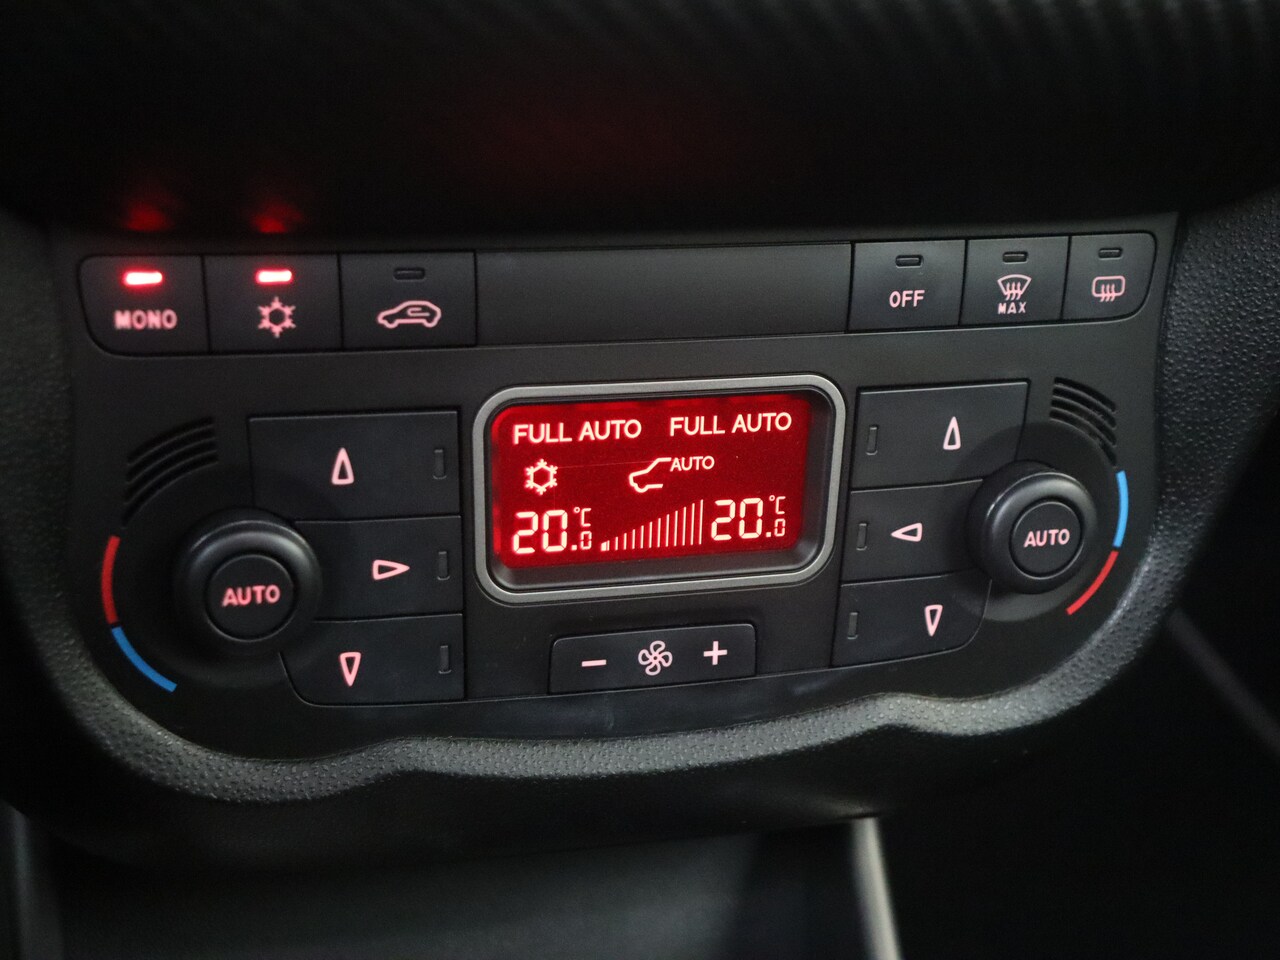 MONO
OFF
MAX
FULL AUTO FULL AUTO
AUTO
20.0 °C 20.0 °C
AUTO
AUTO
- +